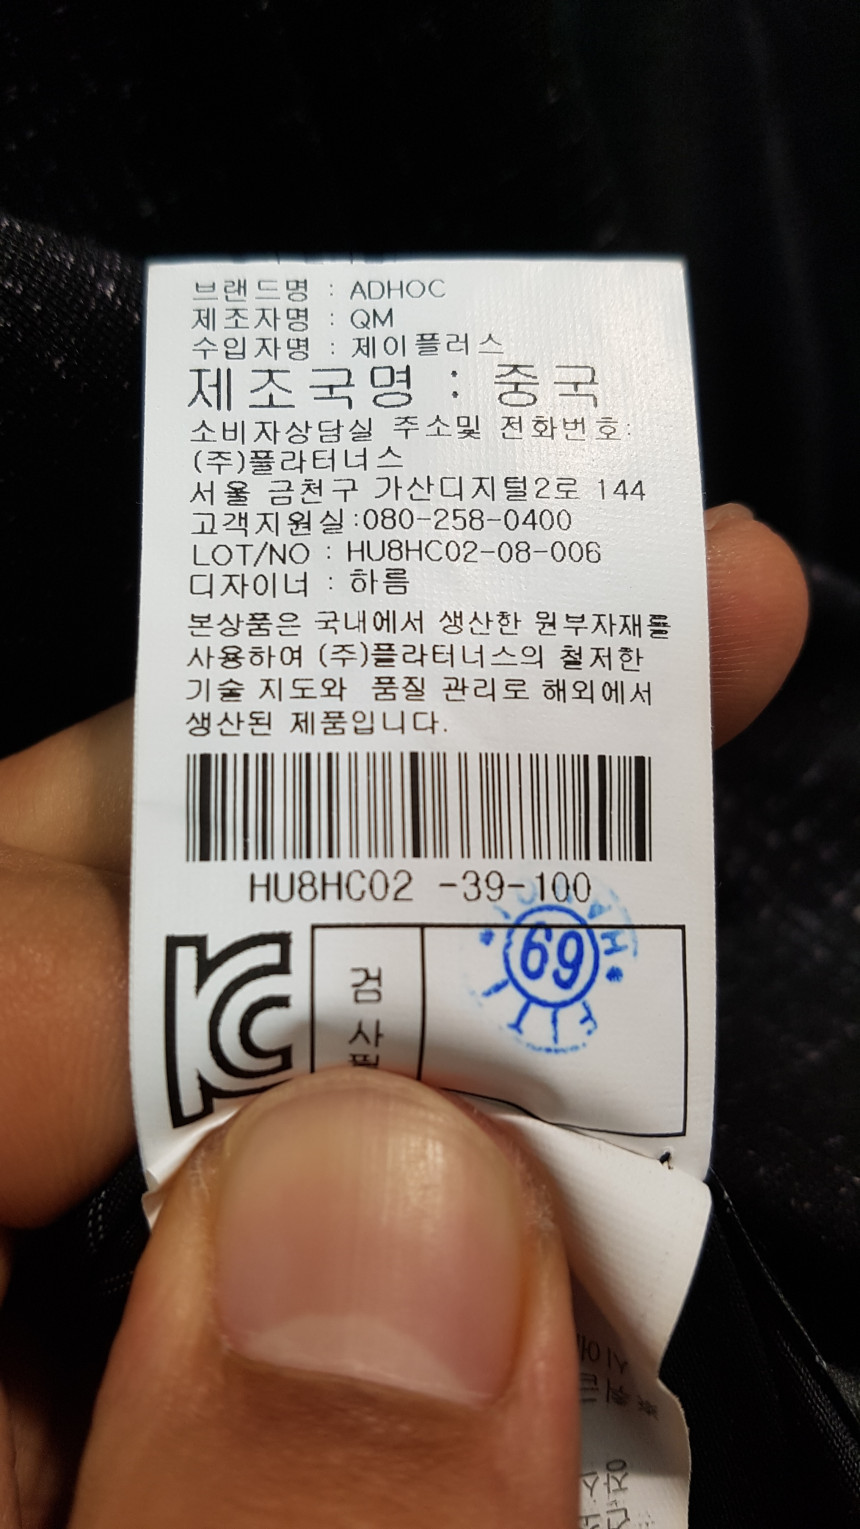 브랜드명 : ADHOC
제조자명 : QM
수입자명 : 제이플러스
제조국명 : 중국
소비자상담실 주소및 전화번호:
(주)플라터너스
서울 금천구 가산디지털2로 144
고객지원실:080-258-0400
LOT/NO : HU8HC02-08-006
디자이너 : 하름
본상품은 국내에서 생산한 원부자재를
사용하여 (주)플라터너스의 철저한
기술 지도와 품질 관리로 해외에서
생산된 제품입니다.
HU8HC02 -39-100
검
사
69